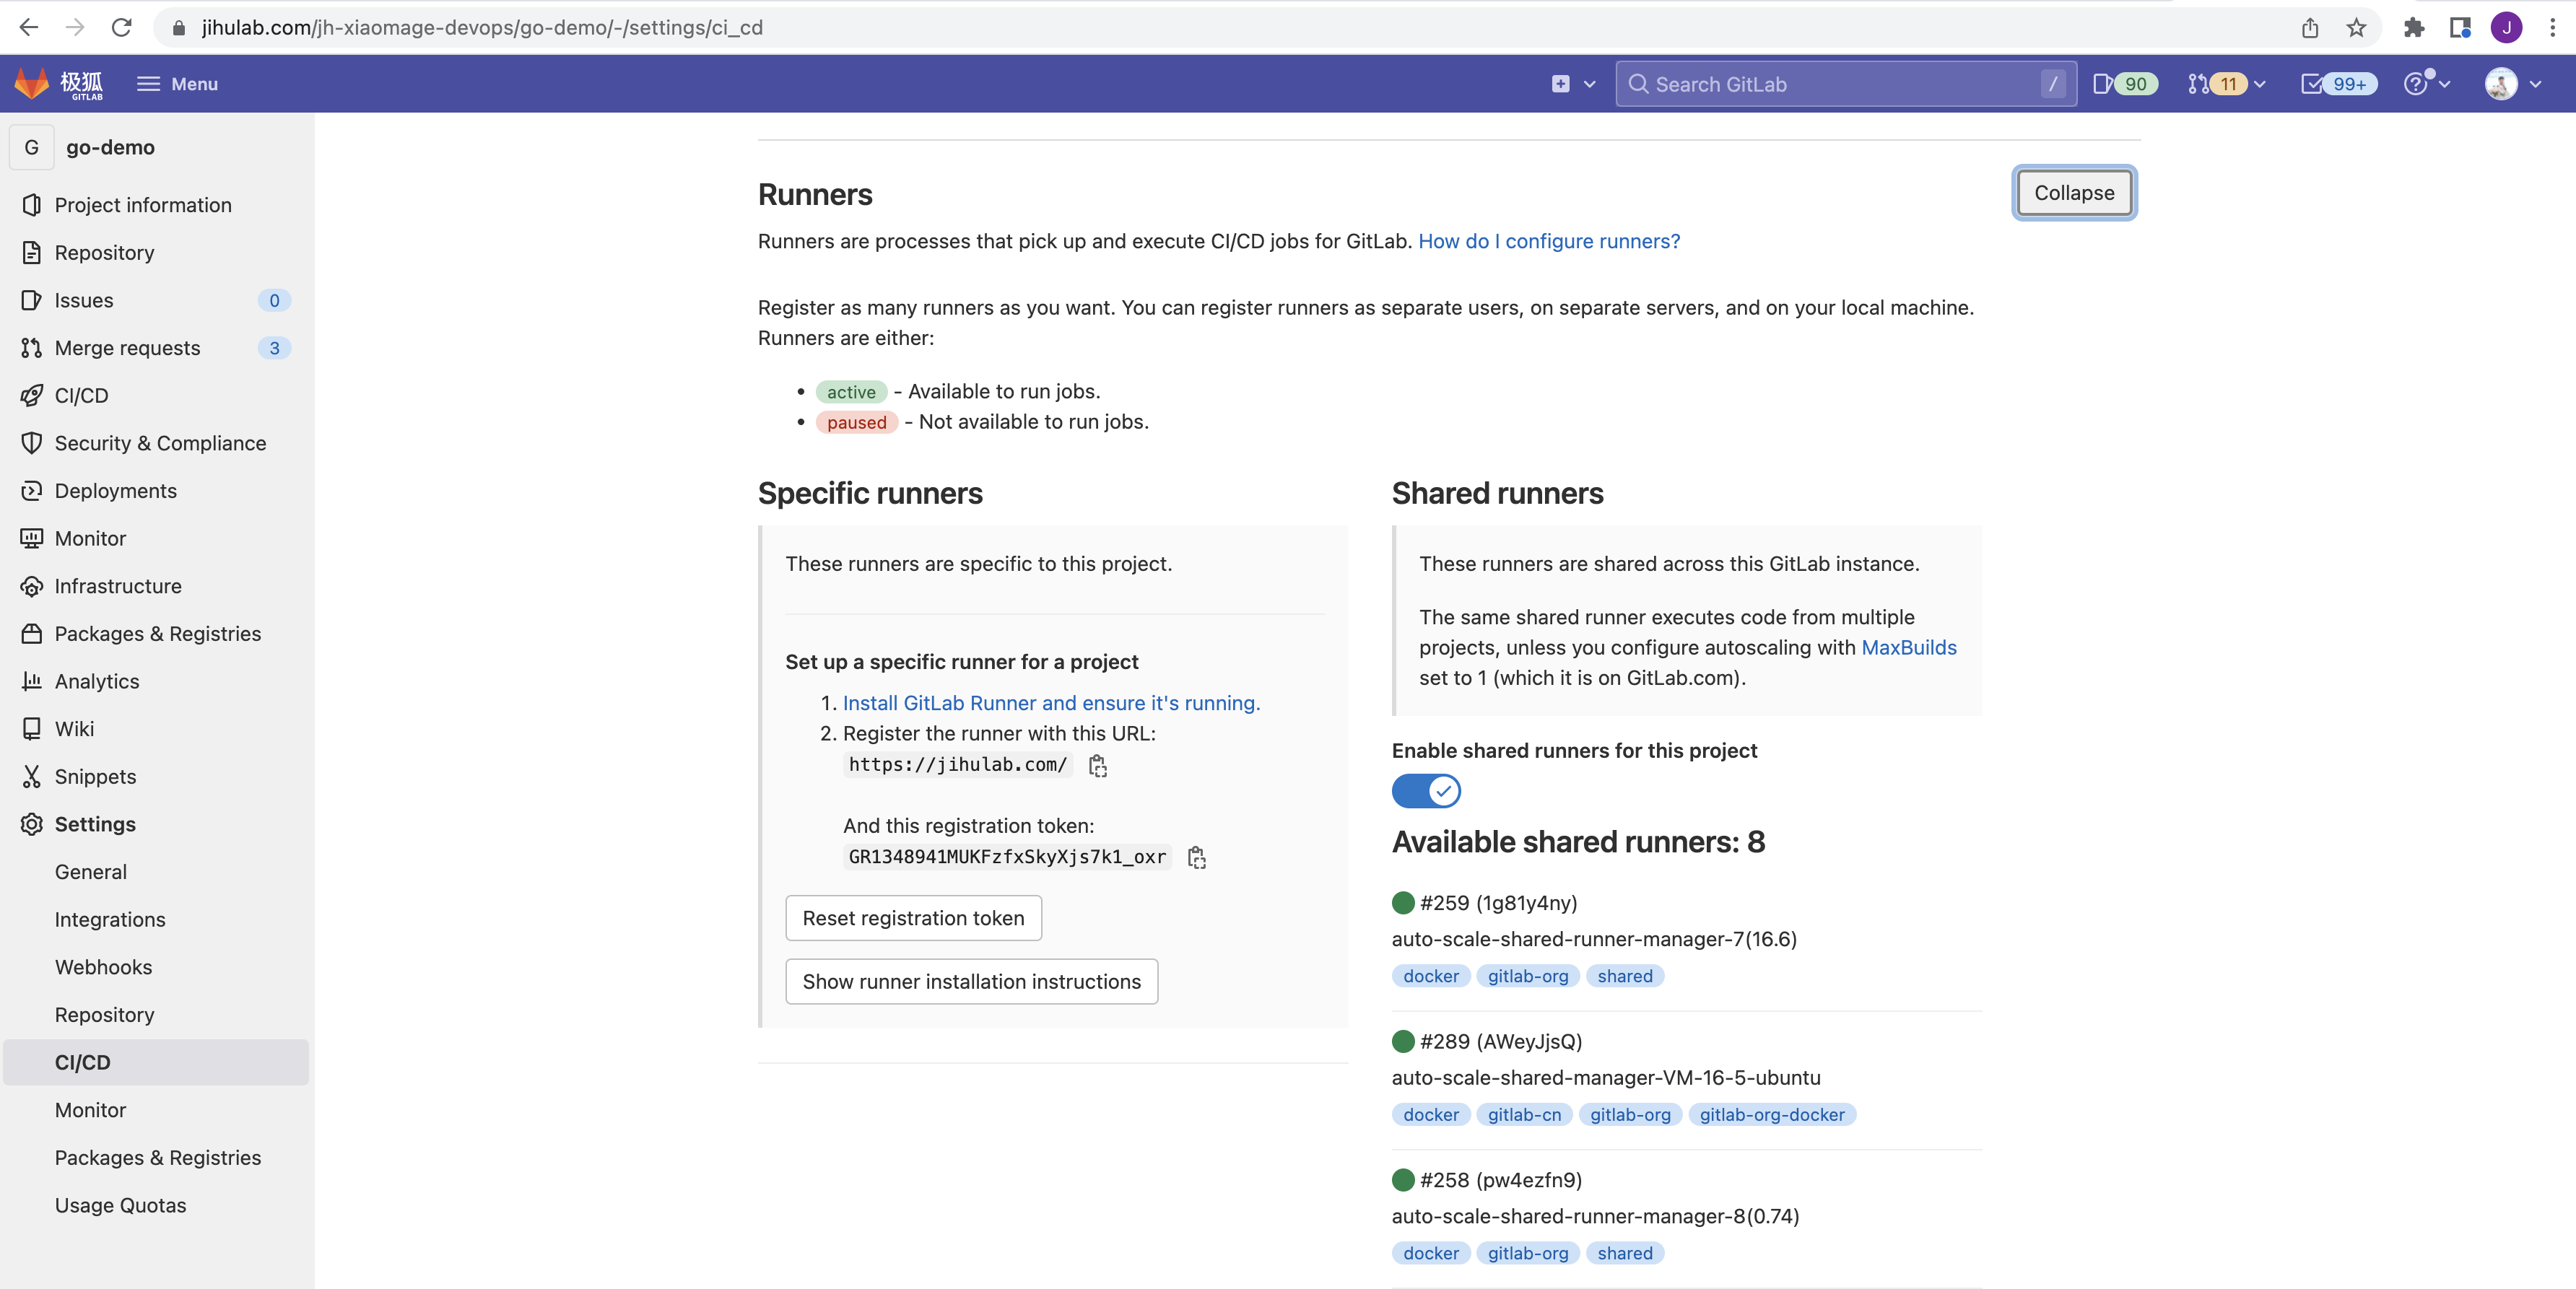 jihulab.com/jh-xiaomage-devops/go-demo/-/settings/ci_cd
J
极狐
GITLAB
Menu
Search GitLab
/
90
11
99+
G
go-demo
Project information
Repository
Issues
0
Merge requests
3
CI/CD
Security & Compliance
Deployments
Monitor
Infrastructure
Packages & Registries
Analytics
Wiki
Snippets
Settings
General
Integrations
Webhooks
Repository
CI/CD
Monitor
Packages & Registries
Usage Quotas
Runners
Collapse
Runners are processes that pick up and execute CI/CD jobs for GitLab. How do I configure runners?
Register as many runners as you want. You can register runners as separate users, on separate servers, and on your local machine.
Runners are either:
• active - Available to run jobs.
• paused - Not available to run jobs.
Specific runners
These runners are specific to this project.
Set up a specific runner for a project
1. Install GitLab Runner and ensure it's running.
2. Register the runner with this URL:
https://jihulab.com/
And this registration token:
GR1348941MUKFzfxSkyXjs7k1_oxr
Reset registration token
Show runner installation instructions
Shared runners
These runners are shared across this GitLab instance.
The same shared runner executes code from multiple
projects, unless you configure autoscaling with MaxBuilds
set to 1 (which it is on GitLab.com).
Enable shared runners for this project
Available shared runners: 8
#259 (1g81y4ny)
auto-scale-shared-runner-manager-7(16.6)
docker gitlab-org shared
#289 (AWeyJjsQ)
auto-scale-shared-manager-VM-16-5-ubuntu
docker gitlab-cn gitlab-org gitlab-org-docker
#258 (pw4ezfn9)
auto-scale-shared-runner-manager-8(0.74)
docker gitlab-org shared